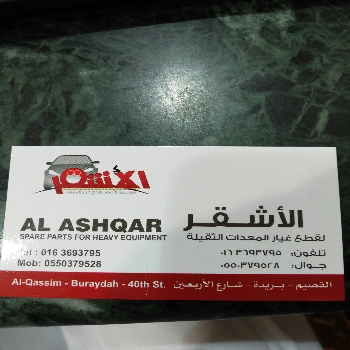 الأشقر
AL ASHQAR
SPARE PARTS FOR HEAVY EQUIPMENT
Tel : 016 3693795
Mob: 0550379528
الأشقر
لقطع غيار المعدات الثقيلة
تلفون: ٠١٦٣٦٩٣٧٩٥
جوال: ٠٥٥٠٣٧٩٥٢٨
Al-Qassim - Buraydah - 40th St.
القصيم - بريدة - شارع الأربعين